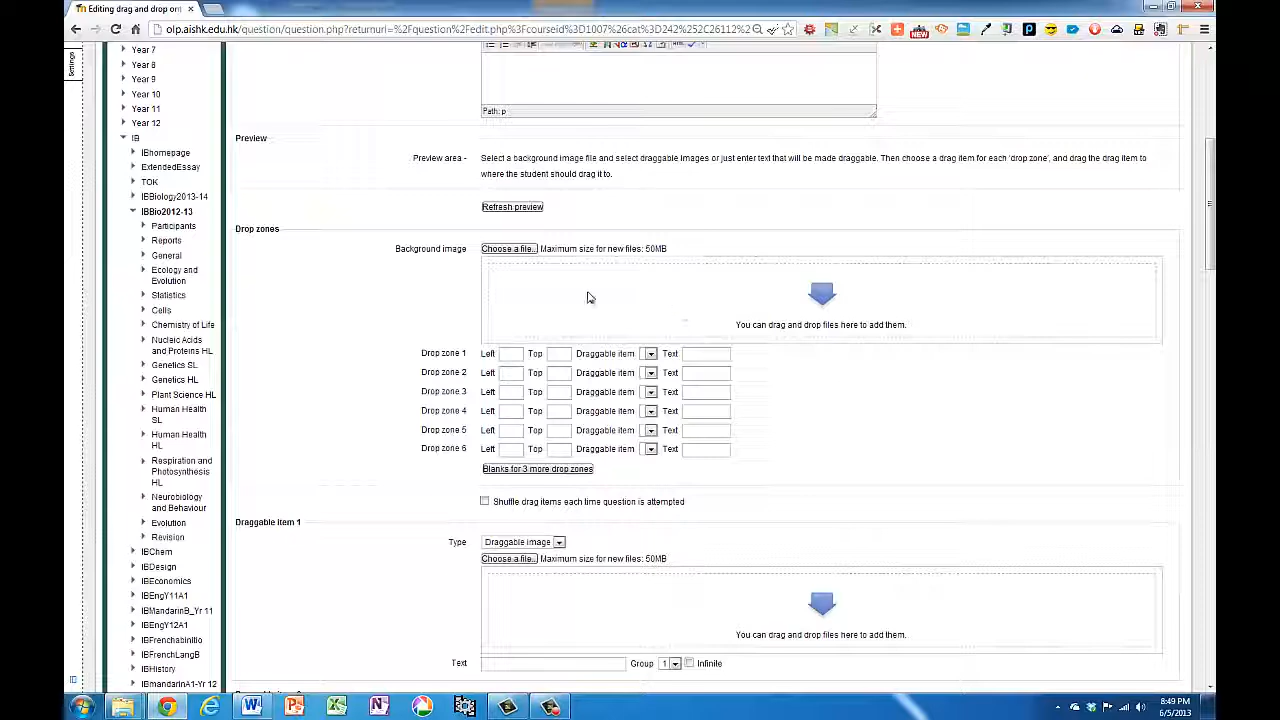 Editing drag and drop ont
olp.aishk.edu.hk/question/question.php?returnurl=%2Fquestion%2Fedit.php%3Fcourseid%3D1007%26cat%3D242%252C26112%
NEW
Settings
Year 7
Year 8
Year 9
Year 10
Year 11
Year 12
IB
IBhomepage
ExtendedEssay
TOK
IBBiology2013-14
IBBio2012-13
Participants
Reports
General
Ecology and
Evolution
Statistics
Cells
Chemistry of Life
Nucleic Acids
and Proteins HL
Genetics SL
Genetics HL
Plant Science HL
Human Health
SL
Human Health
HL
Respiration and
Photosynthesis
HL
Neurobiology
and Behaviour
Evolution
Revision
IBChem
IBDesign
IBEconomics
IBEngY11A1
IBMandarinB_Yr 11
IBEngY12A1
IBFrenchabinitio
IBFrenchLangB
IBHistory
IBmandarinA1-Yr 12
Path: p
Preview
Preview area - Select a background image file and select draggable images or just enter text that will be made draggable. Then choose a drag item for each 'drop zone', and drag the drag item to
where the student should drag it to.
Refresh preview
Drop zones
Background image Choose a file... Maximum size for new files: 50MB
You can drag and drop files here to add them.
Drop zone 1 Left Top Draggable item Text
Drop zone 2 Left Top Draggable item Text
Drop zone 3 Left Top Draggable item Text
Drop zone 4 Left Top Draggable item Text
Drop zone 5 Left Top Draggable item Text
Drop zone 6 Left Top Draggable item Text
Blanks for 3 more drop zones
Shuffle drag items each time question is attempted
Draggable item 1
Type Draggable image
Choose a file... Maximum size for new files: 50MB
You can drag and drop files here to add them.
Text Group 1 Infinite
8:49 PM
6/5/2013